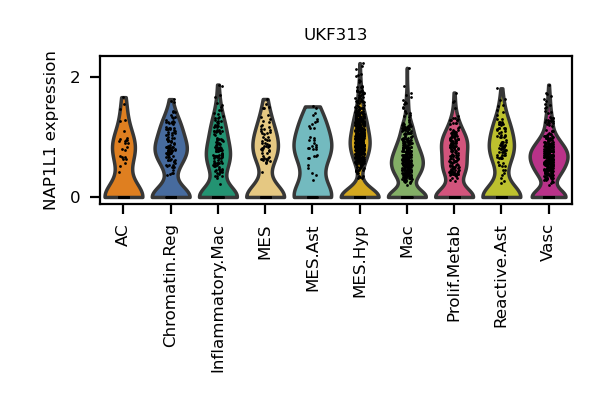 UKF313
NAP1L1 expression
2
0
AC
Chromatin.Reg
Inflammatory.Mac
MES
MES.Ast
MES.Hyp
Mac
Prolif.Metab
Reactive.Ast
Vasc